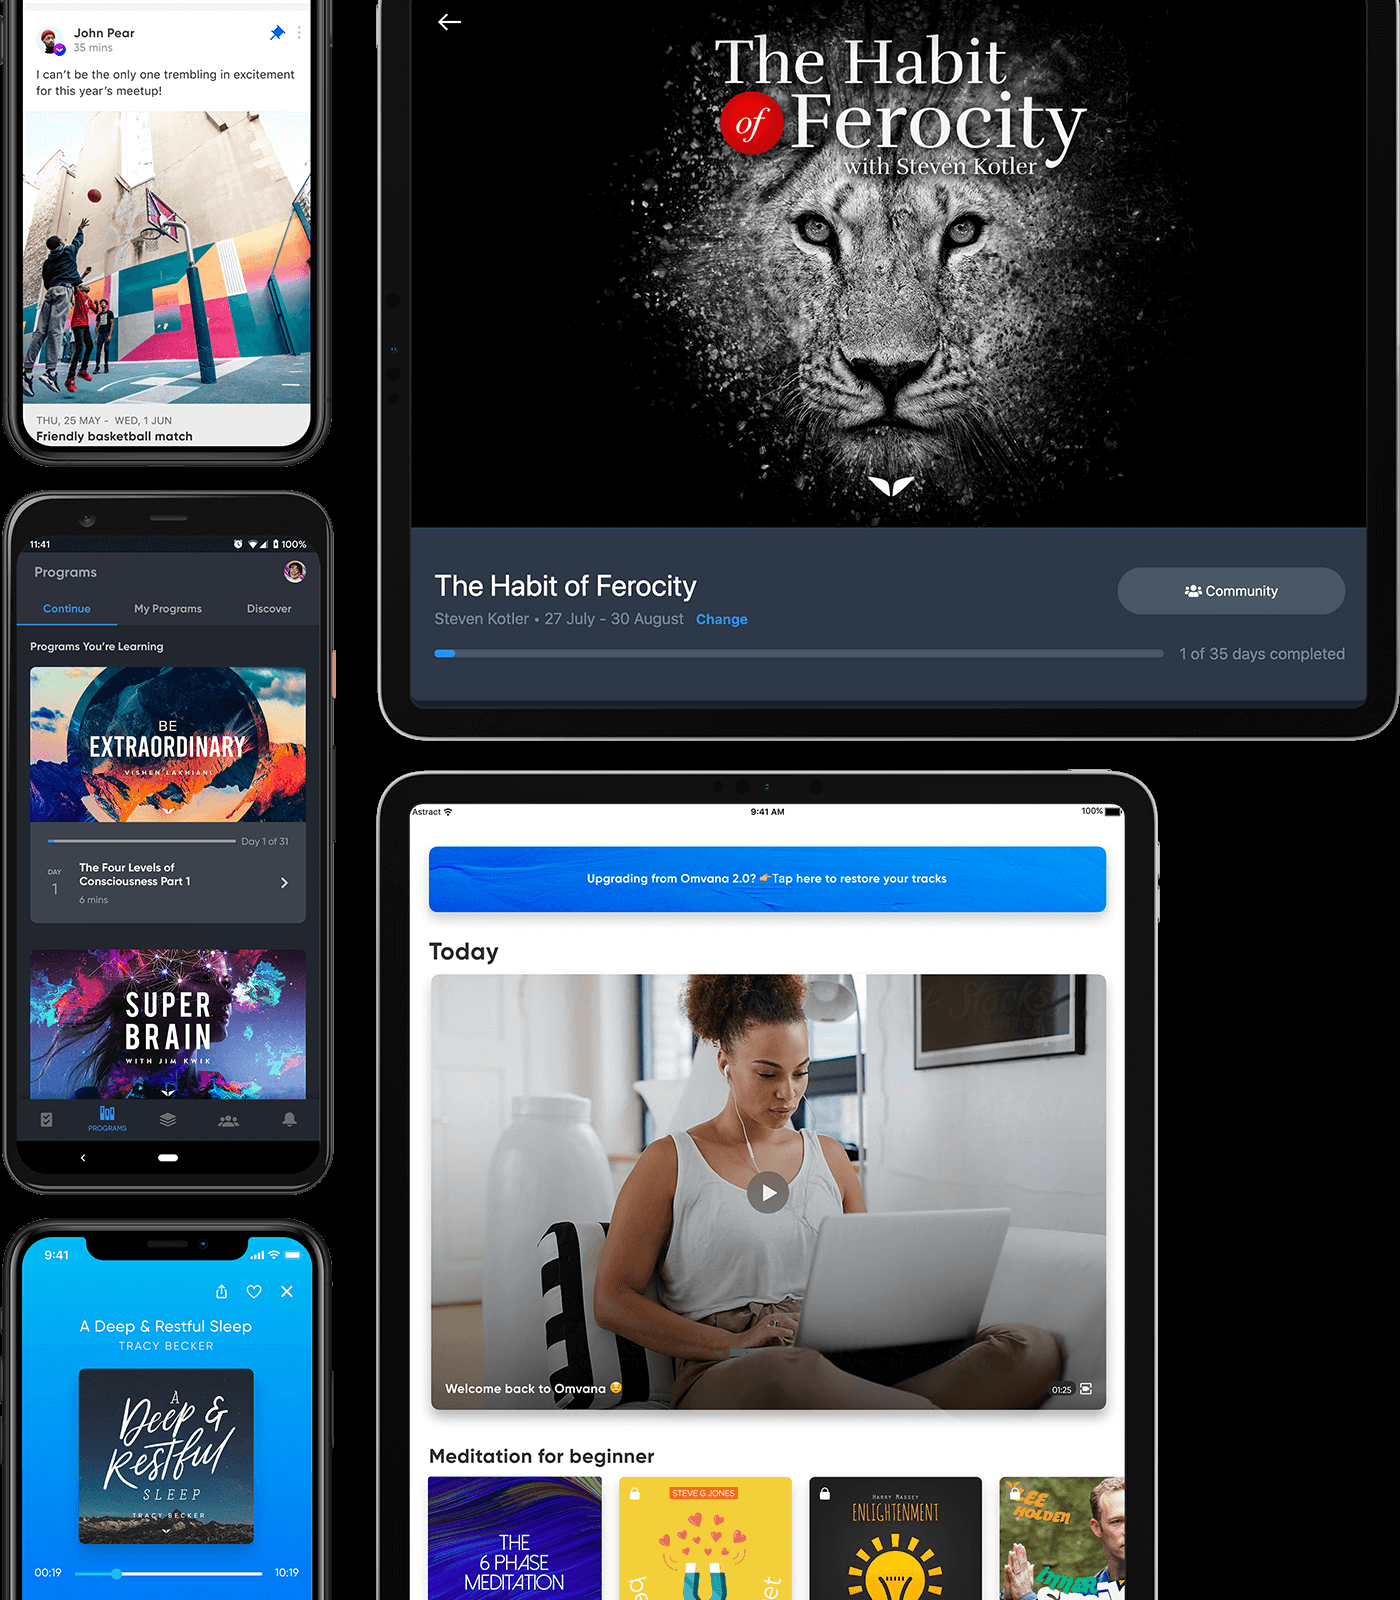 John Pear
35 mins
I can't be the only one trembling in excitement
for this year's meetup!
THU, 25 MAY - WED, 1 JUN
Friendly basketball match
The Habit
of Ferocity
with Steven Kotler
The Habit of Ferocity
Steven Kotler • 27 July - 30 August Change
Community
1 of 35 days completed
11:41
100%
Programs
Continue My Programs Discover
Programs You're Learning
BE
EXTRAORDINARY
VISHEN LAKHIANI
Day 1 of 31
DAY
1
The Four Levels of
Consciousness Part 1
6 mins
SUPER
BRAIN
WITH JIM KWIK
PROGRAMS
9:41
A Deep & Restful Sleep
TRACY BECKER
A
Deep &
Restful
SLEEP
TRACY BECKER
00:19 10:19
Astract 9:41 AM 100%
Upgrading from Omvana 2.0? 👉Tap here to restore your tracks
Today
Stocks
Welcome back to Omvana 😌
01:25
Meditation for beginner
THE
6 PHASE
MEDITATION
STEVE G JONES
HARRY MASSEY
ENLIGHTENMENT
LEE
HOLDEN
INNER